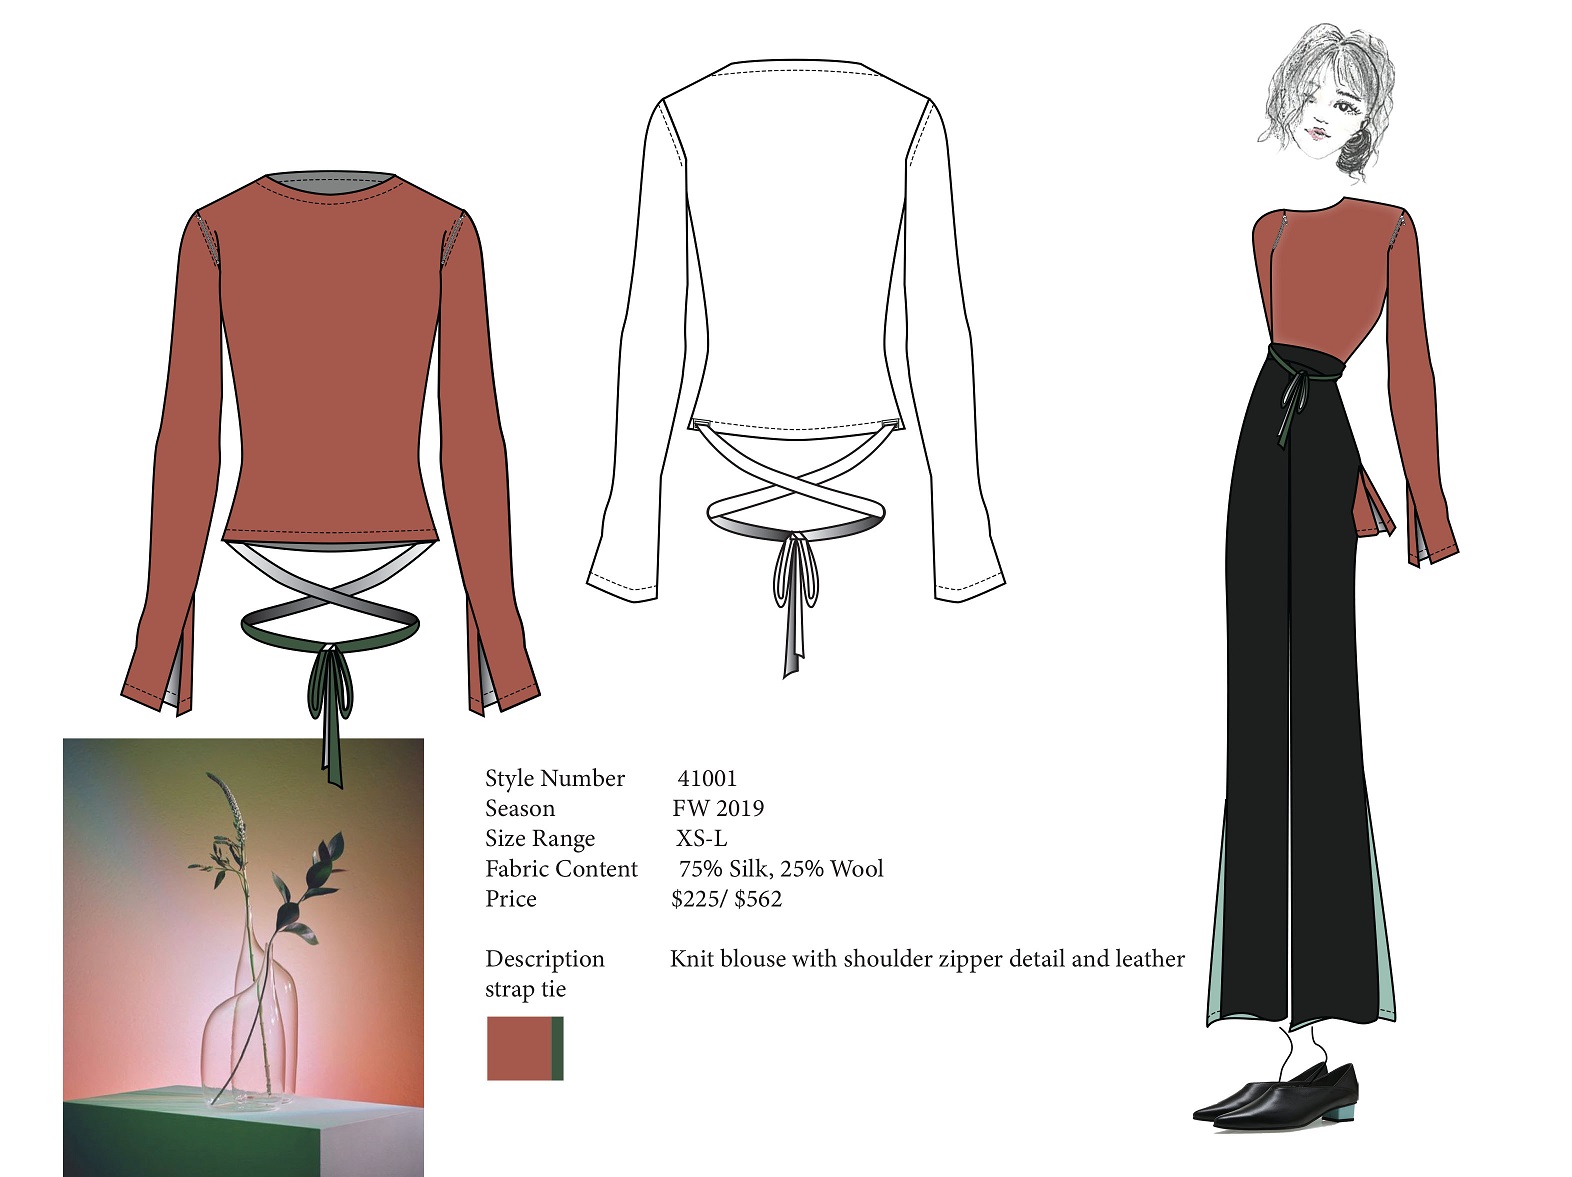 Style Number 41001
Season FW 2019
Size Range XS-L
Fabric Content 75% Silk, 25% Wool
Price $225/ $562
Description Knit blouse with shoulder zipper detail and leather
strap tie